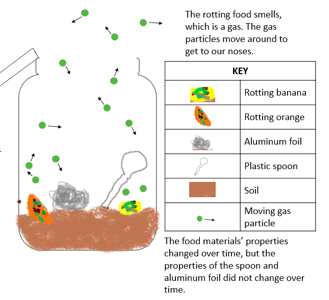 The rotting food smells,
which is a gas. The gas
particles move around to
get to our noses.
KEY
Rotting banana
Rotting orange
Aluminum foil
Plastic spoon
Soil
Moving gas
particle
The food materials' properties
changed over time, but the
properties of the spoon and
aluminum foil did not change over
time.